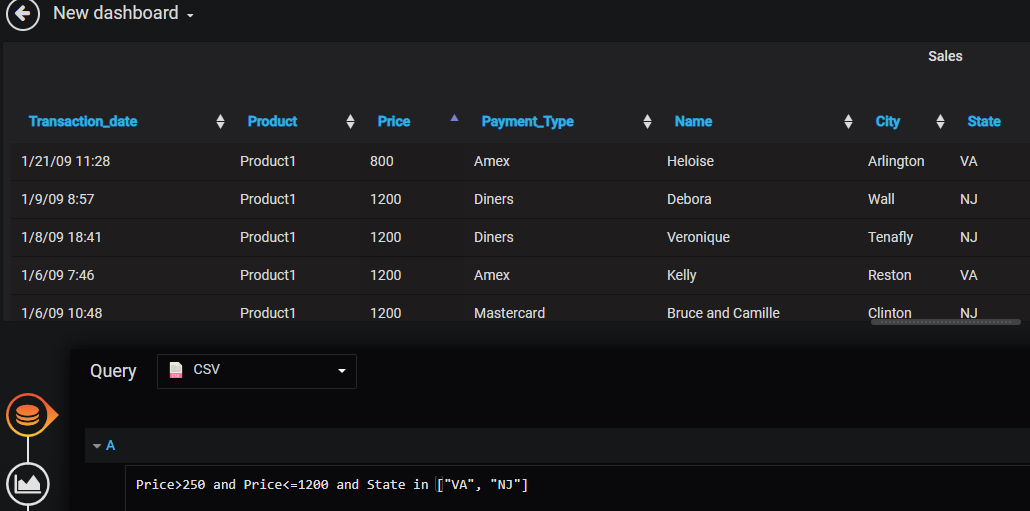 New dashboard
Sales
Transaction_date Product Price Payment_Type Name City State
1/21/09 11:28 Product1 800 Amex Heloise Arlington VA
1/9/09 8:57 Product1 1200 Diners Debora Wall NJ
1/8/09 18:41 Product1 1200 Diners Veronique Tenafly NJ
1/6/09 7:46 Product1 1200 Amex Kelly Reston VA
1/6/09 10:48 Product1 1200 Mastercard Bruce and Camille Clinton NJ
Query CSV
A
Price>250 and Price<=1200 and State in ["VA", "NJ"]